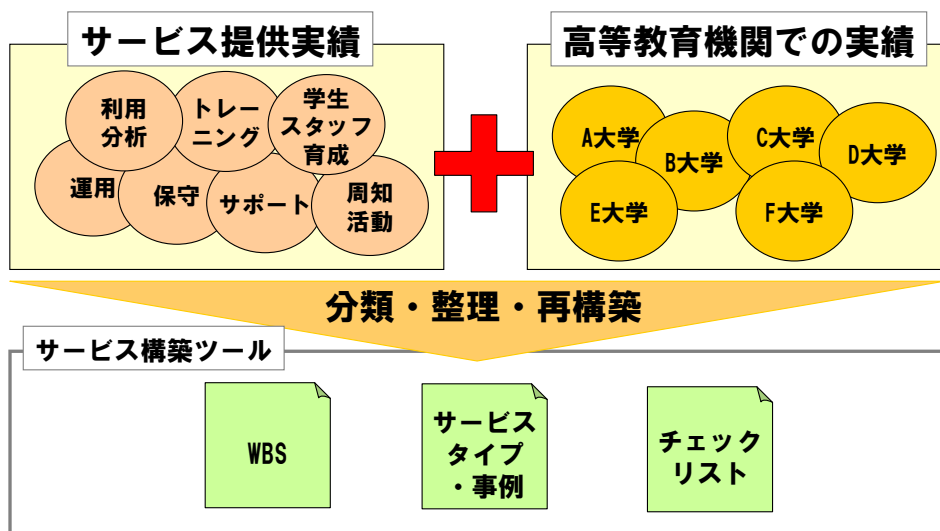 サービス提供実績
利用
分析
トレー
ニング
学生
スタッフ
育成
運用
保守
サポート
周知
活動
高等教育機関での実績
A大学
B大学
C大学
D大学
E大学
F大学
分類・整理・再構築
サービス構築ツール
WBS
サービス
タイプ
・事例
チェック
リスト